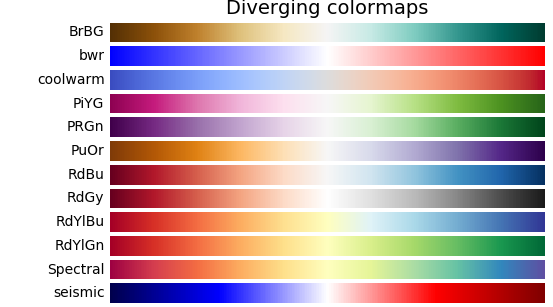 Diverging colormaps
BrBG
bwr
coolwarm
PiYG
PRGn
PuOr
RdBu
RdGy
RdYlBu
RdYlGn
Spectral
seismic